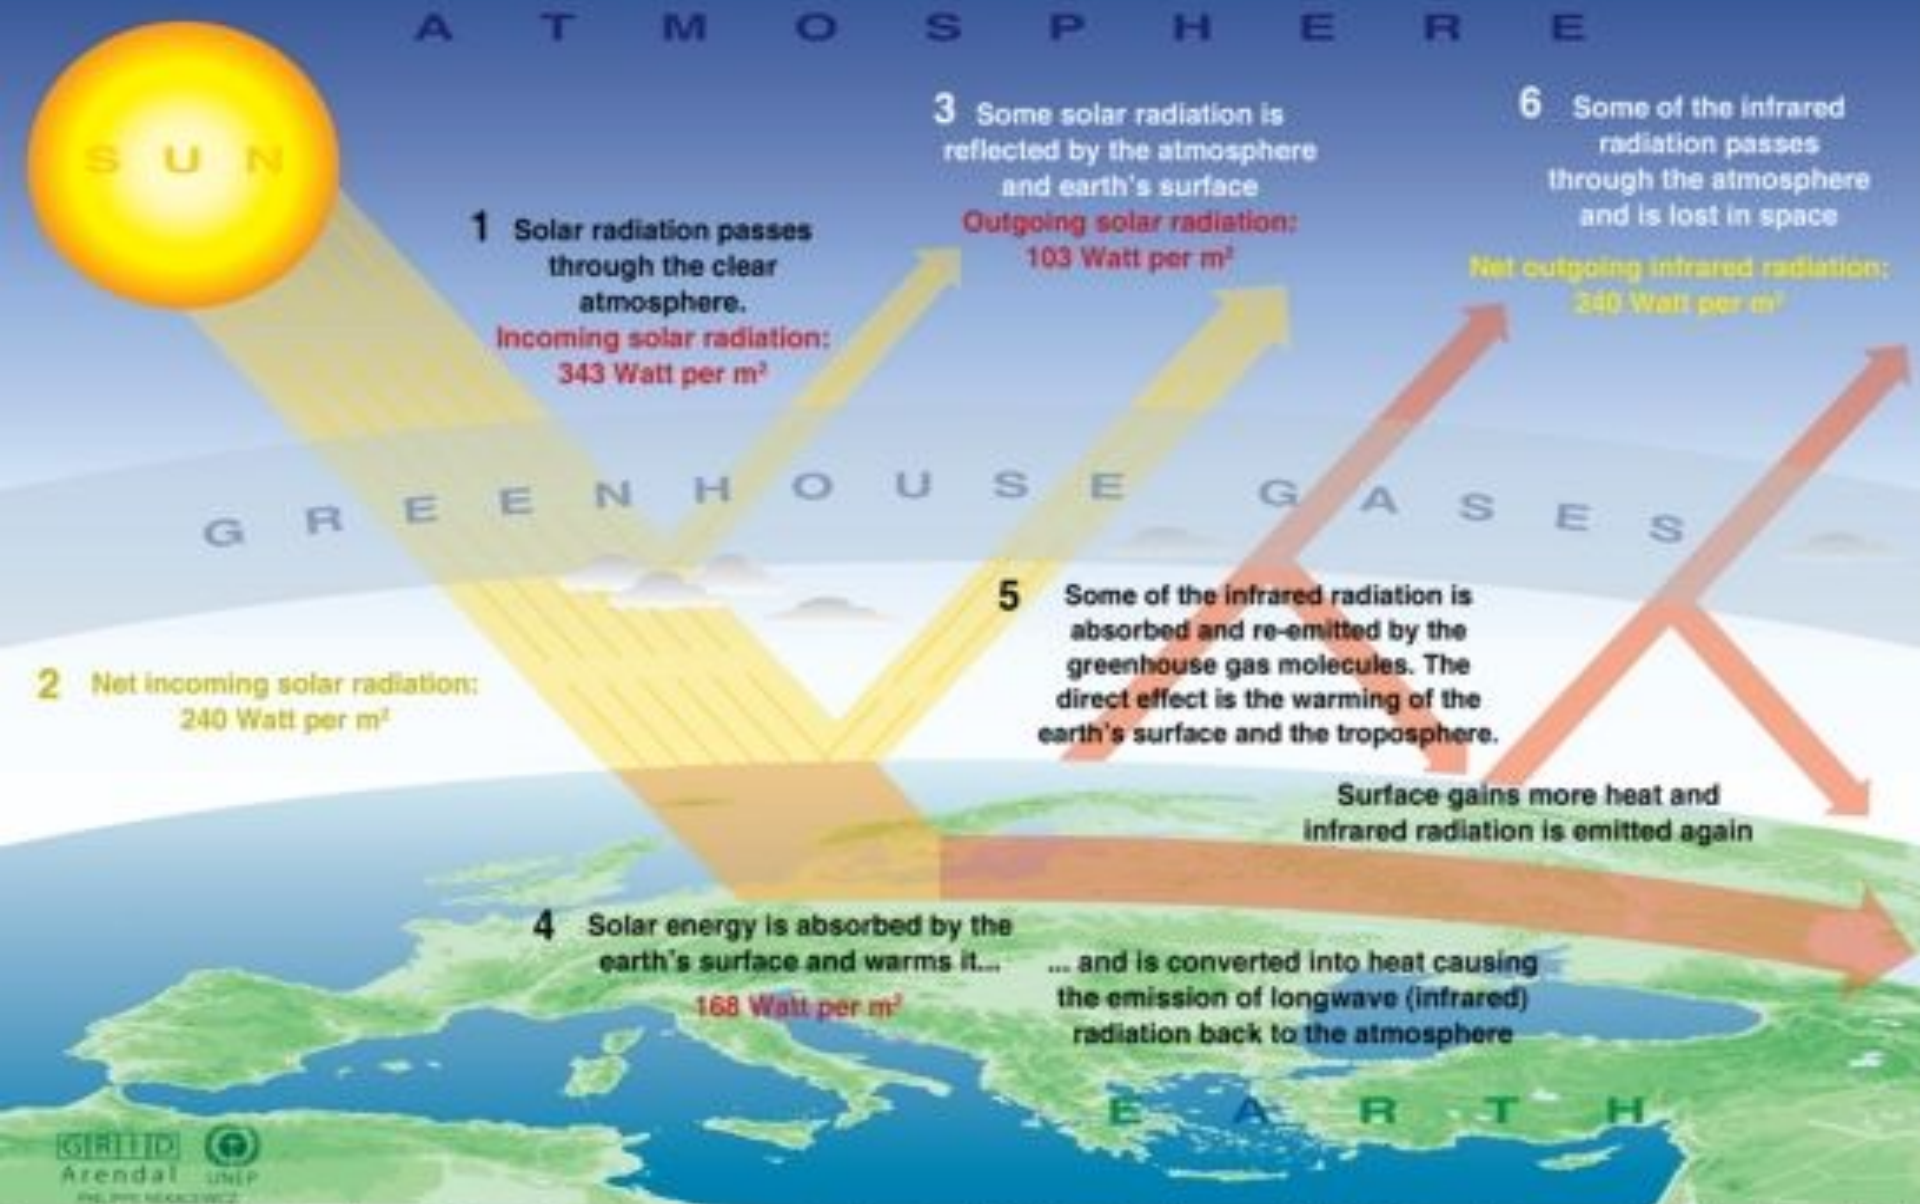 A T M O S P H E R E
S U N
1 Solar radiation passes
through the clear
atmosphere.
Incoming solar radiation:
343 Watt per m²
3 Some solar radiation is
reflected by the atmosphere
and earth's surface
Outgoing solar radiation:
103 Watt per m²
6 Some of the infrared
radiation passes
through the atmosphere
and is lost in space
Net outgoing infrared radiation:
240 Watt per m²
G R E E N H O U S E G A S E S
2 Net incoming solar radiation:
240 Watt per m²
5 Some of the infrared radiation is
absorbed and re-emitted by the
greenhouse gas molecules. The
direct effect is the warming of the
earth's surface and the troposphere.
Surface gains more heat and
infrared radiation is emitted again
4 Solar energy is absorbed by the
earth's surface and warms it...
168 Watt per m²
... and is converted into heat causing
the emission of longwave (infrared)
radiation back to the atmosphere
E A R T H
G R I D
Arendal
UNEP